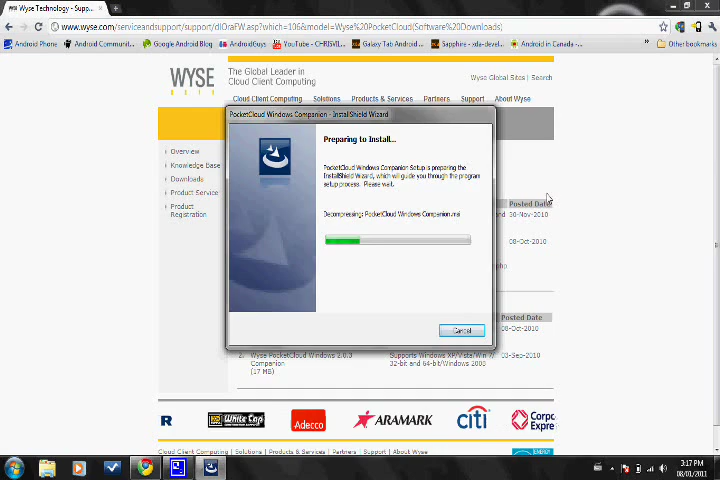 Wyse Technology - Supp...
www.wyse.com/serviceandsupport/support/dlOraFW.asp?which=106&model=Wyse%20PocketCloud(Software%20Downloads)
Android Phone
Android Communit...
Google Android Blog
AndroidGuys
YouTube - CHRISVIL...
Galaxy Tab Android ...
Sapphire - xda-devel...
Android in Canada -...
»
Other bookmarks
WYSE
The Global Leader in
Cloud Client Computing
Wyse Global Sites | Search
Cloud Client Computing Solutions Products & Services Partners Support About Wyse
PocketCloud Windows Companion - InstallShield Wizard
Overview
Knowledge Base
Downloads
Product Service
Product
Registration
Preparing to Install...
PocketCloud Windows Companion Setup is preparing the
InstallShield Wizard, which will guide you through the program
setup process. Please wait.
Decompressing: PocketCloud Windows Companion.msi
Cancel
Posted Date
and 30-Nov-2010
08-Oct-2010
Posted Date
08-Oct-2010
2. Wyse PocketCloud Windows 2.0.3
Companion
(17 MB)
Supports Windows XP/Vista/Win 7/
32-bit and 64-bit/Windows 2003
03-Sep-2010
R
White Cap
Adecco
ARAMARK
citi
Corpo
Expre
Cloud Client Computing | Solutions | Products & Services | Partners | Support | About Wyse
ENERGY
3:17 PM
08/01/2011